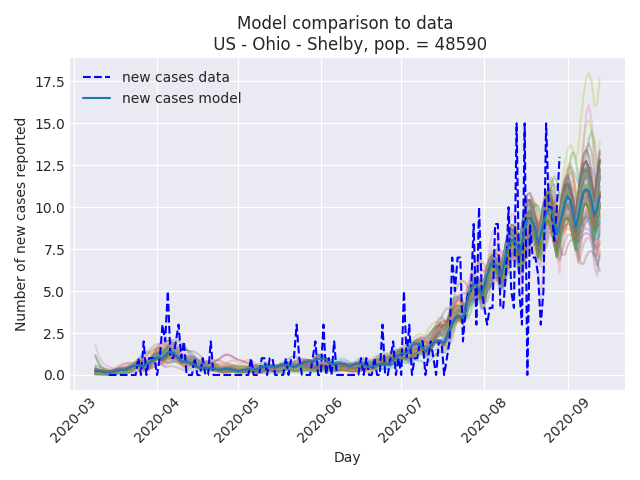 Model comparison to data
US - Ohio - Shelby, pop. = 48590
new cases data
new cases model
Number of new cases reported
17.5
15.0
12.5
10.0
7.5
5.0
2.5
0.0
2020-03
2020-04
2020-05
2020-06
2020-07
2020-08
2020-09
Day